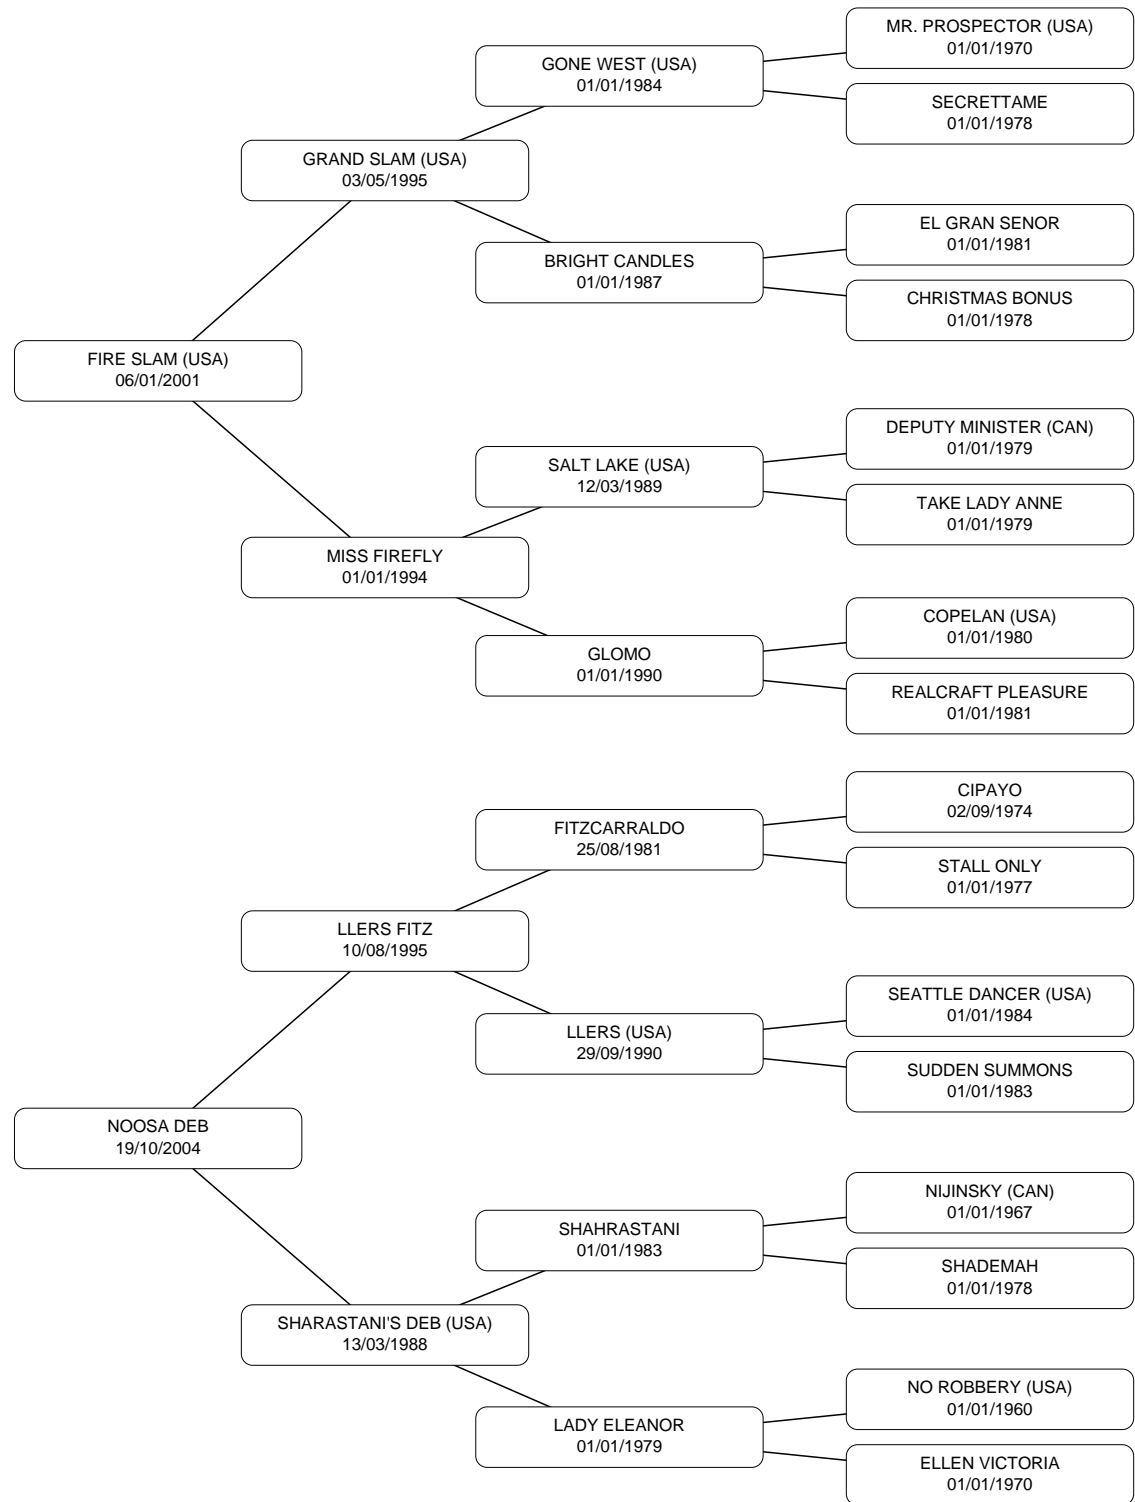 MR. PROSPECTOR (USA)
01/01/1970
GONE WEST (USA)
01/01/1984
SECRETTAME
01/01/1978
GRAND SLAM (USA)
03/05/1995
EL GRAN SENOR
01/01/1981
BRIGHT CANDLES
01/01/1987
CHRISTMAS BONUS
01/01/1978
FIRE SLAM (USA)
06/01/2001
DEPUTY MINISTER (CAN)
01/01/1979
SALT LAKE (USA)
12/03/1989
TAKE LADY ANNE
01/01/1979
MISS FIREFLY
01/01/1994
COPELAN (USA)
01/01/1980
GLOMO
01/01/1990
REALCRAFT PLEASURE
01/01/1981
CIPAYO
02/09/1974
FITZCARRALDO
25/08/1981
STALL ONLY
01/01/1977
LLERS FITZ
10/08/1995
SEATTLE DANCER (USA)
01/01/1984
LLERS (USA)
29/09/1990
SUDDEN SUMMONS
01/01/1983
NOOSA DEB
19/10/2004
NIJINSKY (CAN)
01/01/1967
SHAHRASTANI
01/01/1983
SHADEMAH
01/01/1978
SHARASTANI'S DEB (USA)
13/03/1988
NO ROBBERY (USA)
01/01/1960
LADY ELEANOR
01/01/1979
ELLEN VICTORIA
01/01/1970